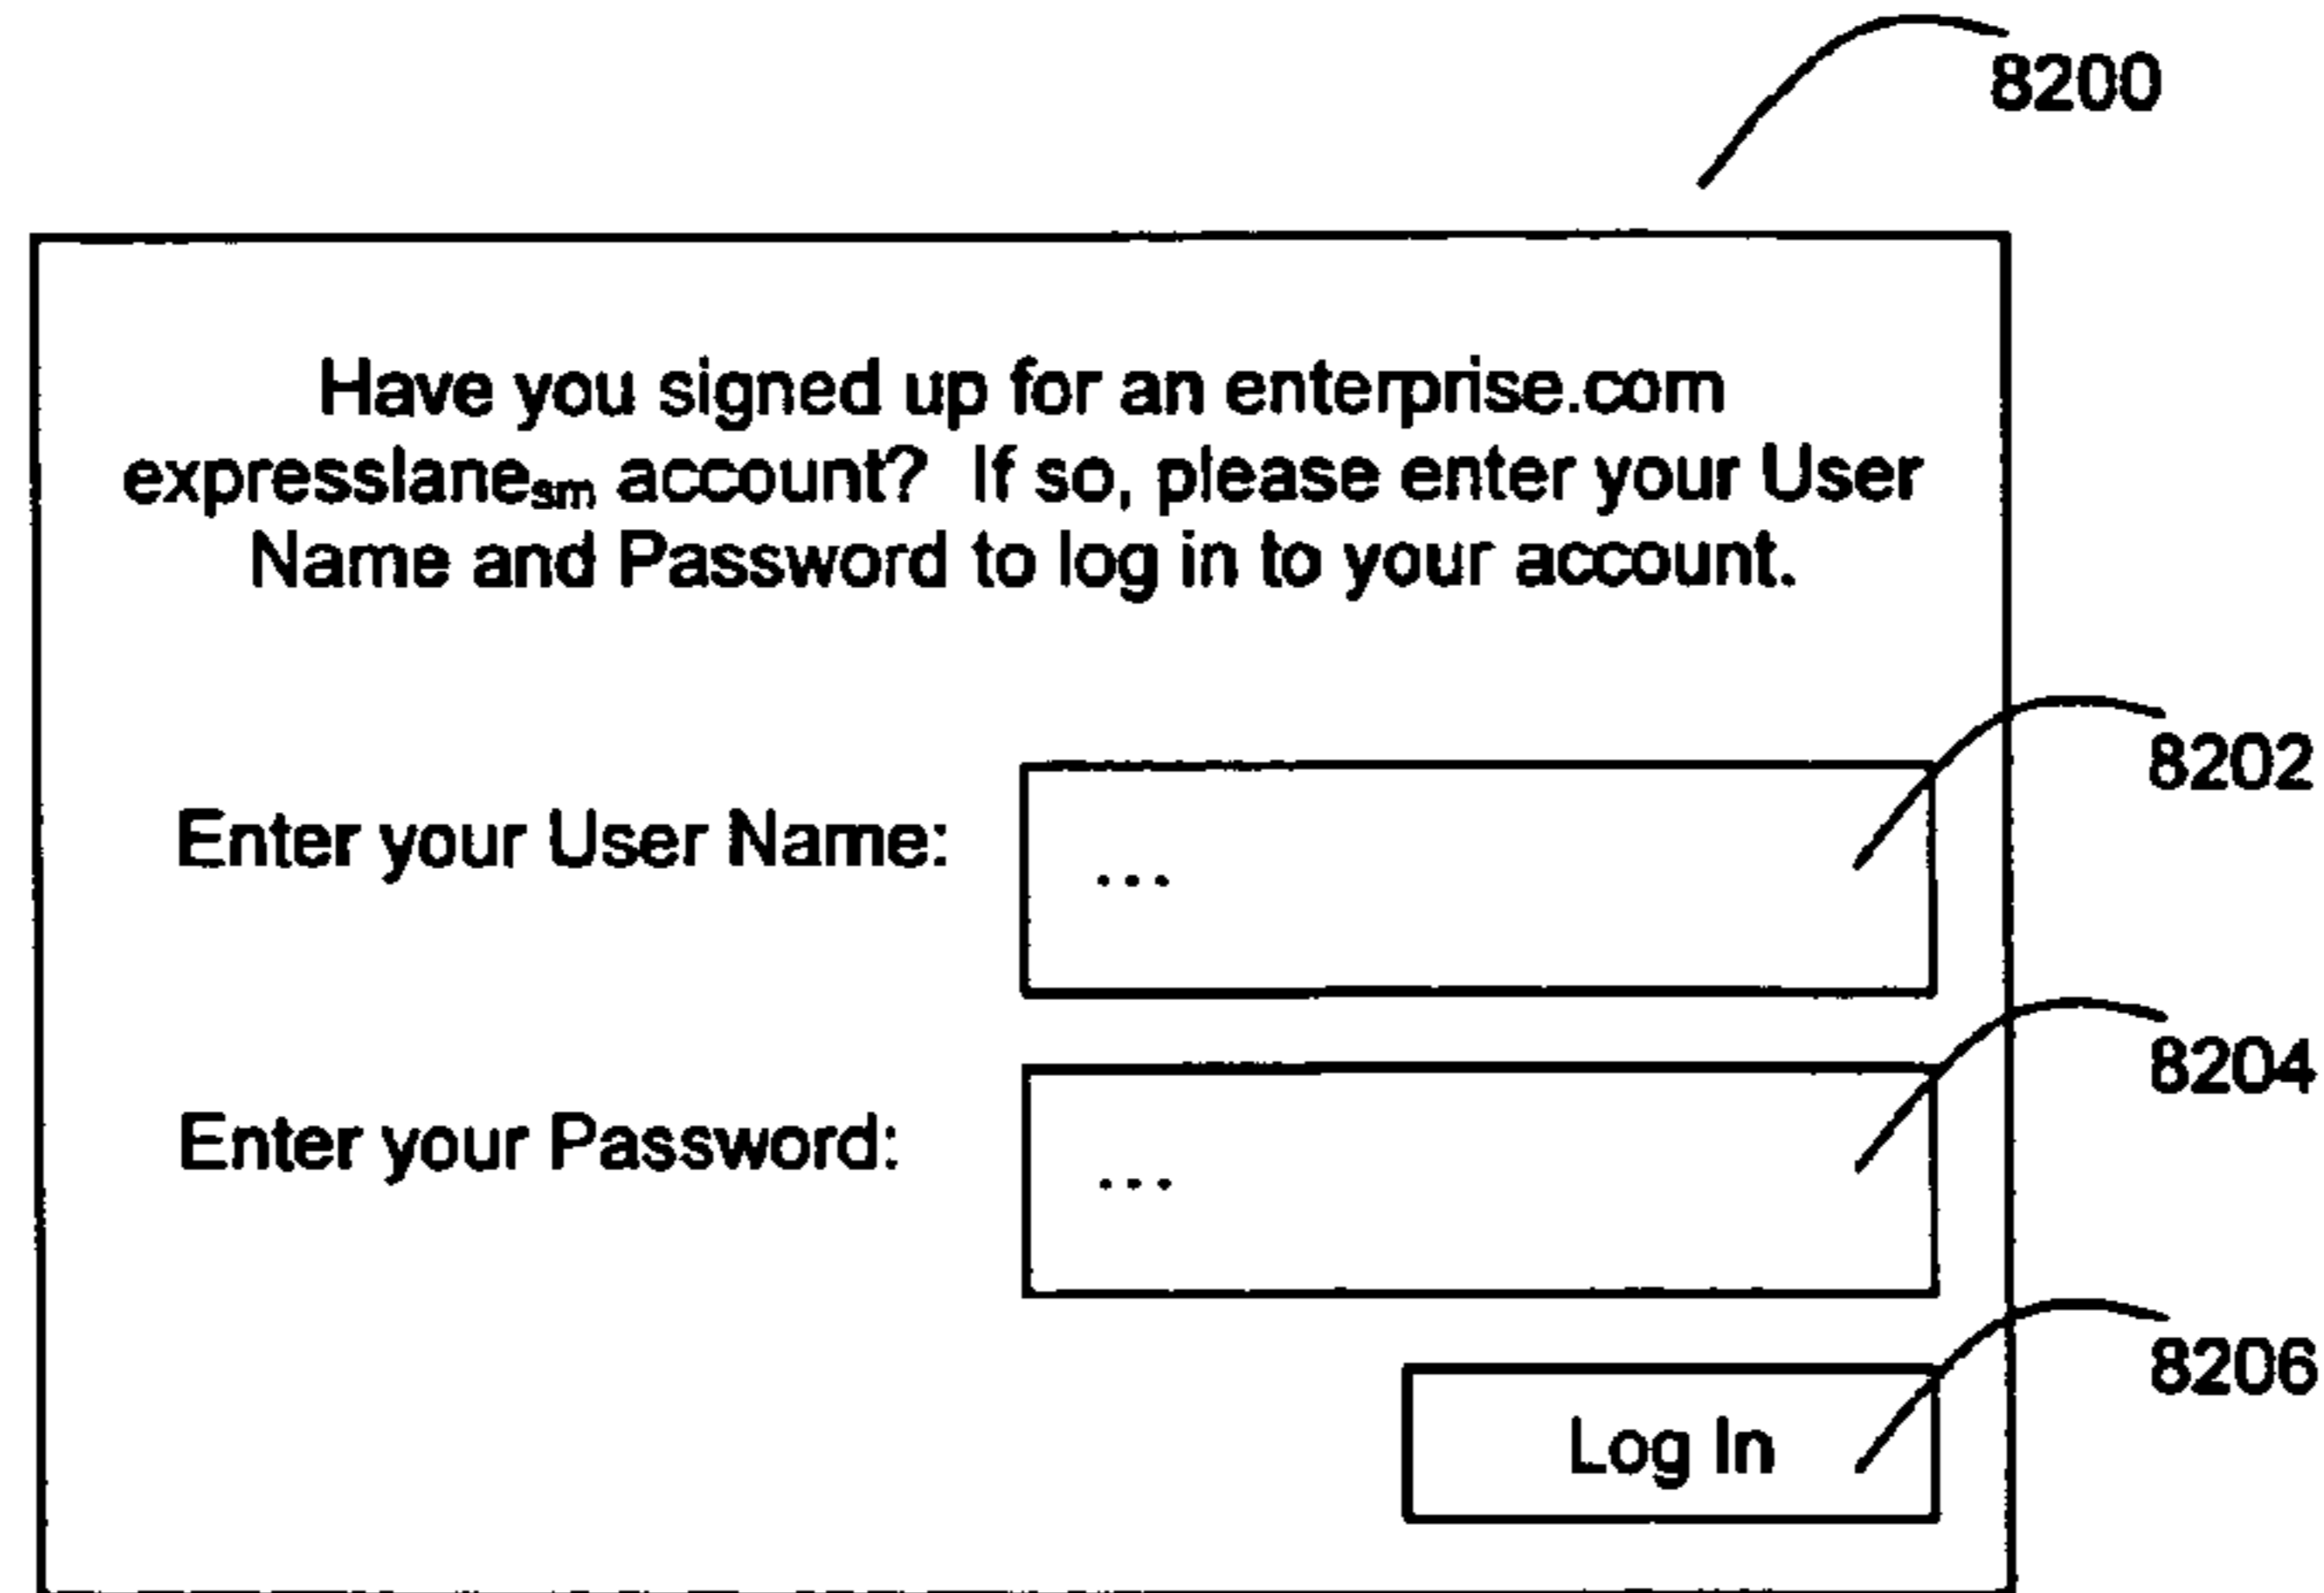 8200
Have you signed up for an enterprise.com
expresslanesm account? If so, please enter your User
Name and Password to log in to your account.
8202
Enter your User Name:
...
8204
Enter your Password:
...
8206
Log In